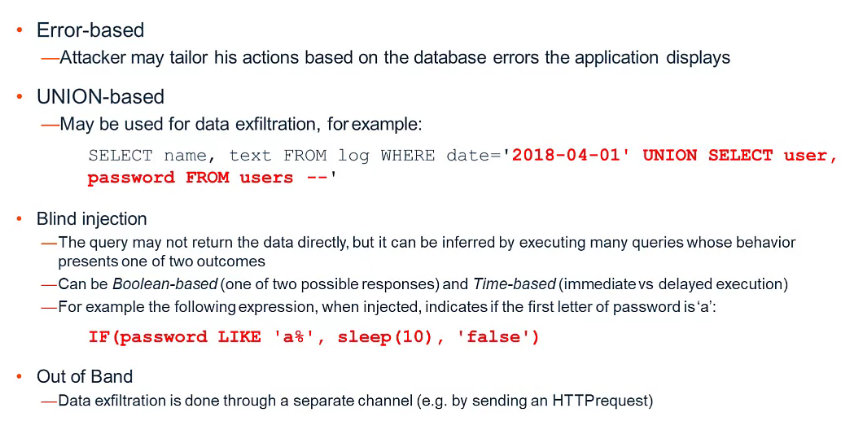 • Error-based
—Attacker may tailor his actions based on the database errors the application displays
• UNION-based
—May be used for data exfiltration, for example:
SELECT name, text FROM log WHERE date='2018-04-01' UNION SELECT user,
password FROM users --'
• Blind injection
—The query may not return the data directly, but it can be inferred by executing many queries whose behavior
presents one of two outcomes
—Can be Boolean-based (one of two possible responses) and Time-based (immediate vs delayed execution)
—For example the following expression, when injected, indicates if the first letter of password is 'a':
IF(password LIKE 'a%', sleep(10), 'false')
• Out of Band
—Data exfiltration is done through a separate channel (e.g. by sending an HTTP request)